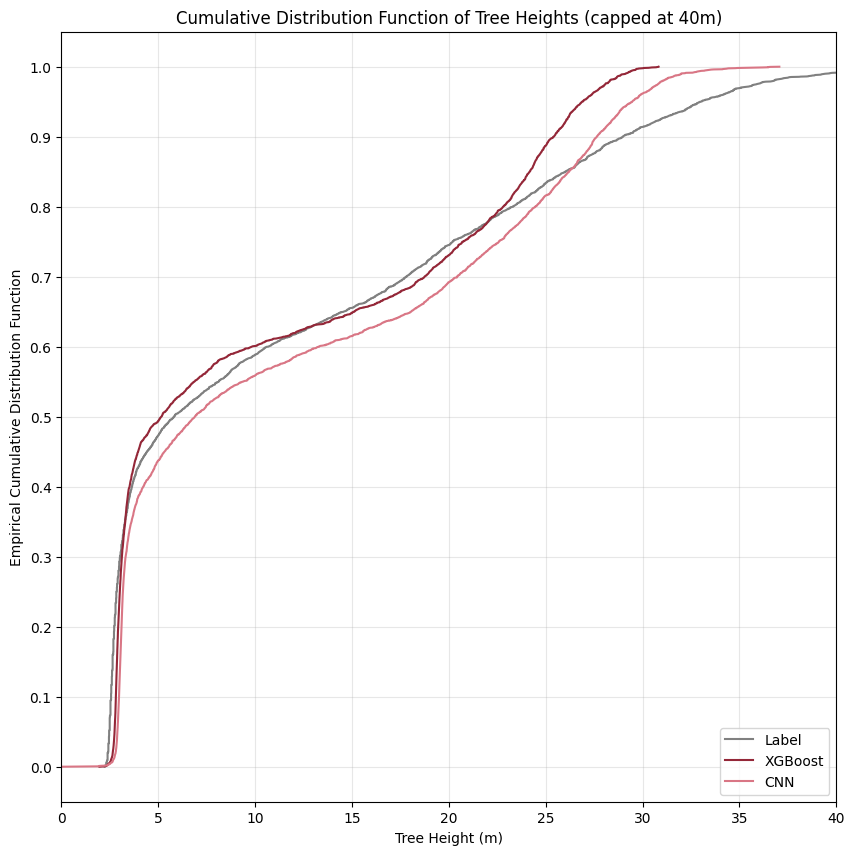 Cumulative Distribution Function of Tree Heights (capped at 40m)
Empirical Cumulative Distribution Function
1.0
0.9
0.8
0.7
0.6
0.5
0.4
0.3
0.2
0.1
0.0
Label
XGBoost
CNN
0 5 10 15 20 25 30 35 40
Tree Height (m)